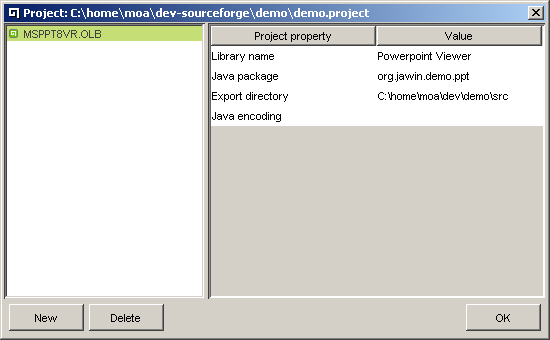 Project: C:\home\moa\dev-sourceforge\demo\demo.project
MSPPT8VR.OLB
Project property Value
Library name Powerpoint Viewer
Java package org.jawin.demo.ppt
Export directory C:\home\moa\dev\demo\src
Java encoding
New Delete OK